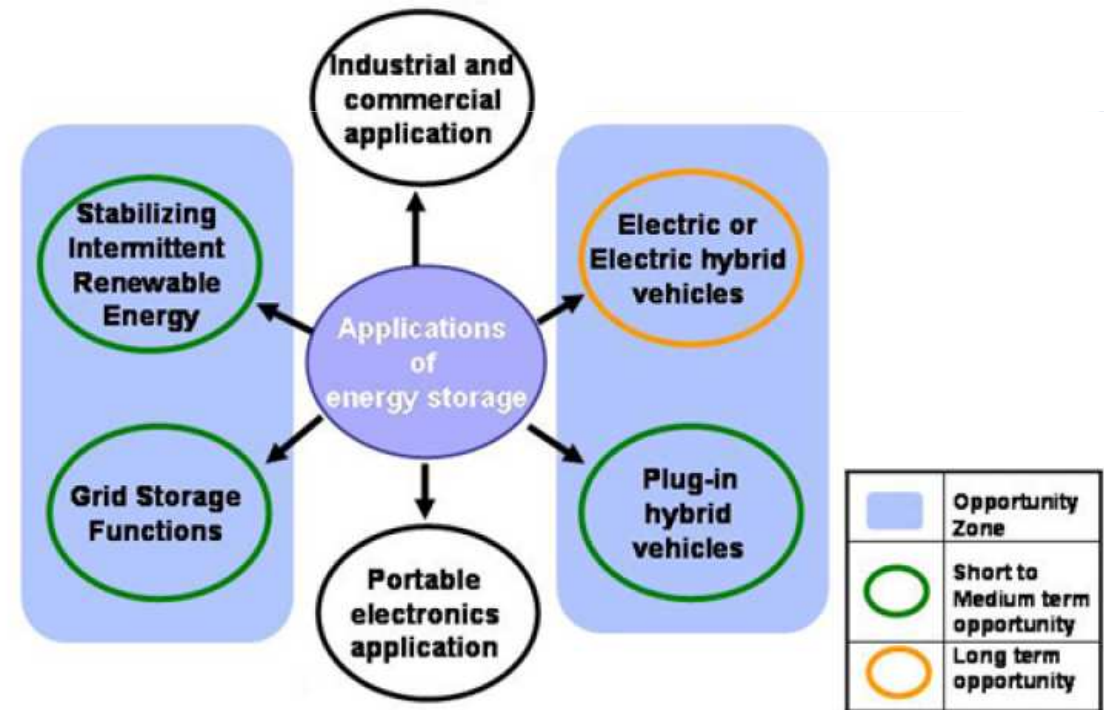 Industrial and
commercial
application
Stabilizing
Intermittent
Renewable
Energy
Electric or
Electric hybrid
vehicles
Applications
of
energy storage
Grid Storage
Functions
Plug-in
hybrid
vehicles
Portable
electronics
application
Opportunity
Zone
Short to
Medium term
opportunity
Long term
opportunity